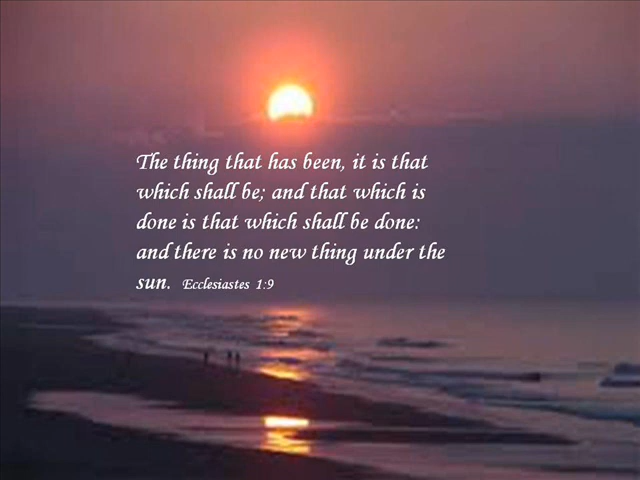 The thing that has been, it is that
which shall be; and that which is
done is that which shall be done:
and there is no new thing under the
sun. Ecclesiastes 1:9